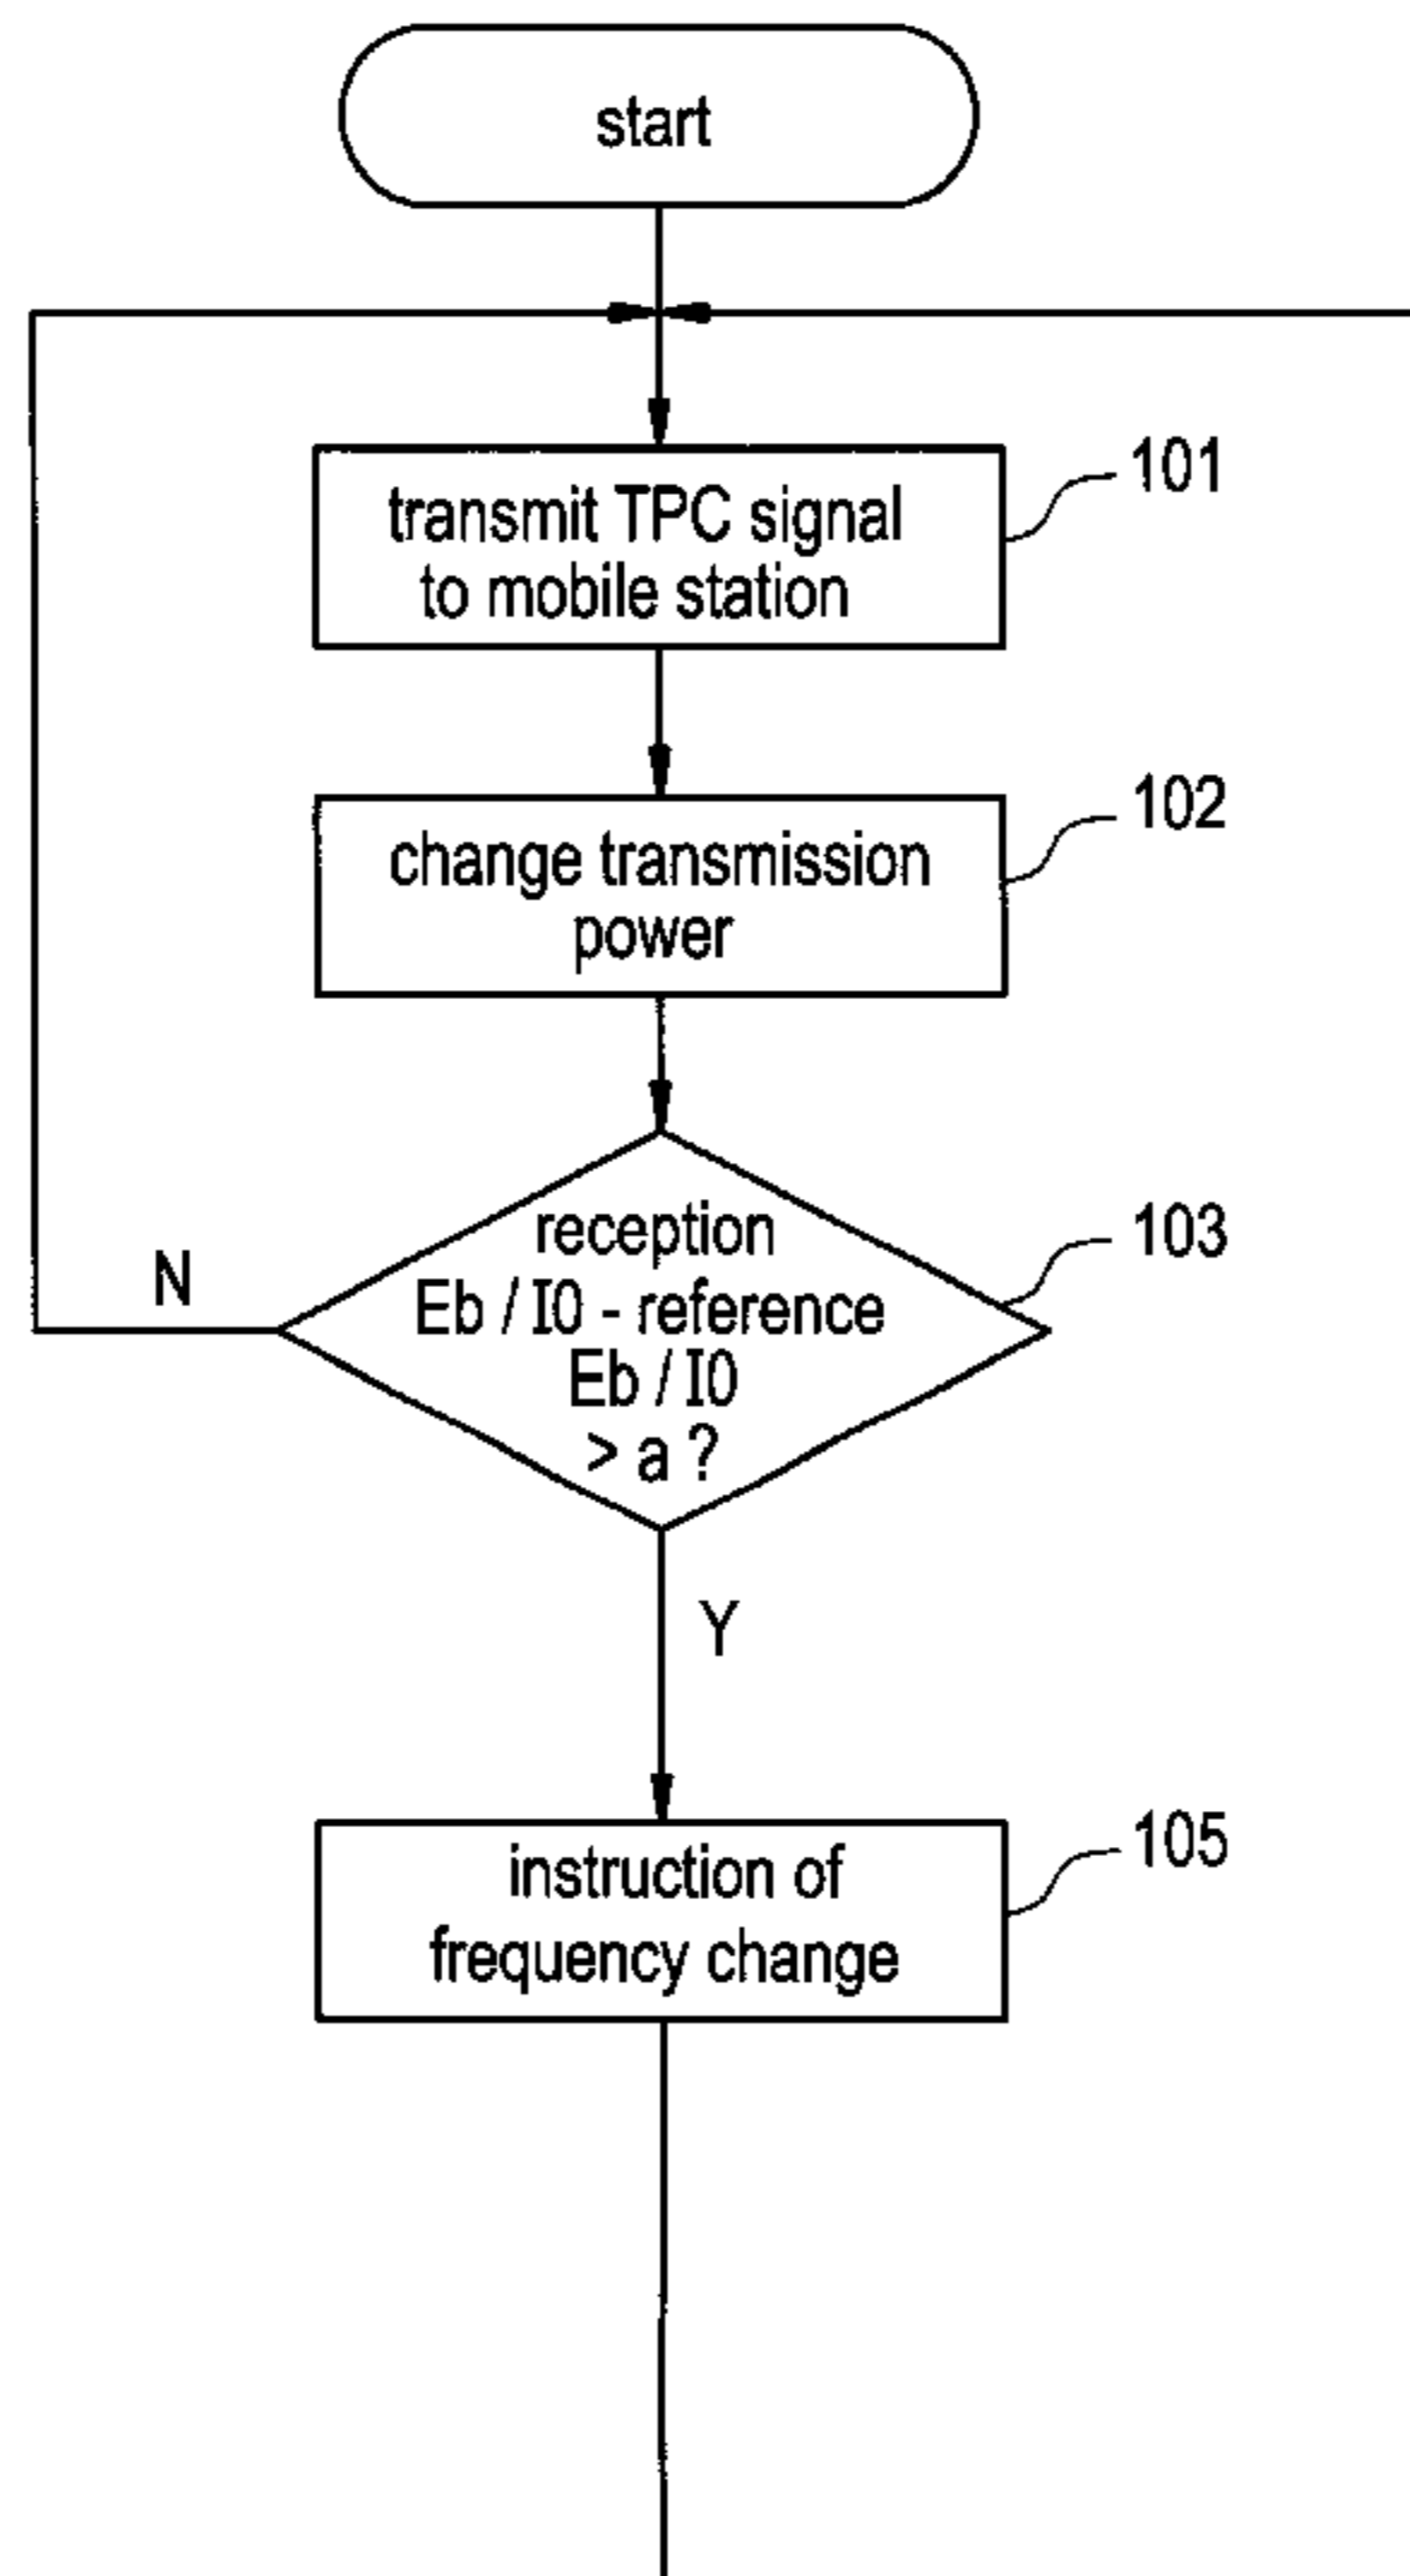 start
101
transmit TPC signal
to mobile station
102
change transmission
power
103
reception
N
Eb / I0 - reference
Eb / I0
> a ?
Y
105
instruction of
frequency change